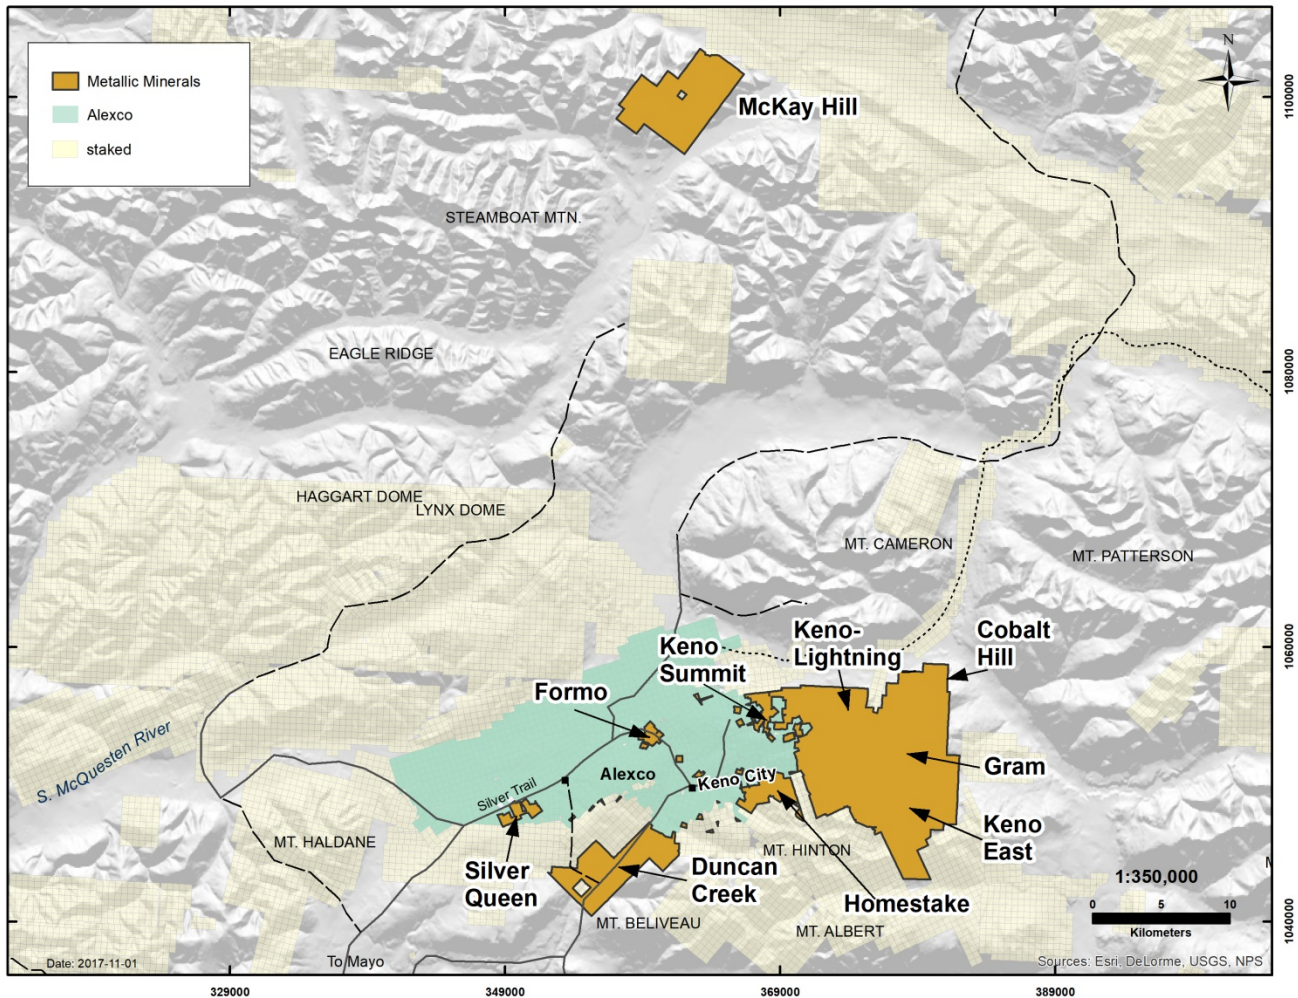 Metallic Minerals
Alexco
staked
N
McKay Hill
1100000
STEAMBOAT MTN.
EAGLE RIDGE
1080000
HAGGART DOME
LYNX DOME
MT. CAMERON
MT. PATTERSON
Keno
Summit
Keno-
Lightning
Cobalt
Hill
1060000
Formo
S. McQuesten River
Silver Trail
Alexco
Keno City
Gram
Keno
East
MT. HALDANE
Silver
Queen
Duncan
Creek
MT. HINTON
Homestake
M
1:350,000
0 5 10
Kilometers
MT. BELIVEAU
MT. ALBERT
1040000
Date: 2017-11-01
To Mayo
Sources: Esri, DeLorme, USGS, NPS
329000 349000 369000 389000